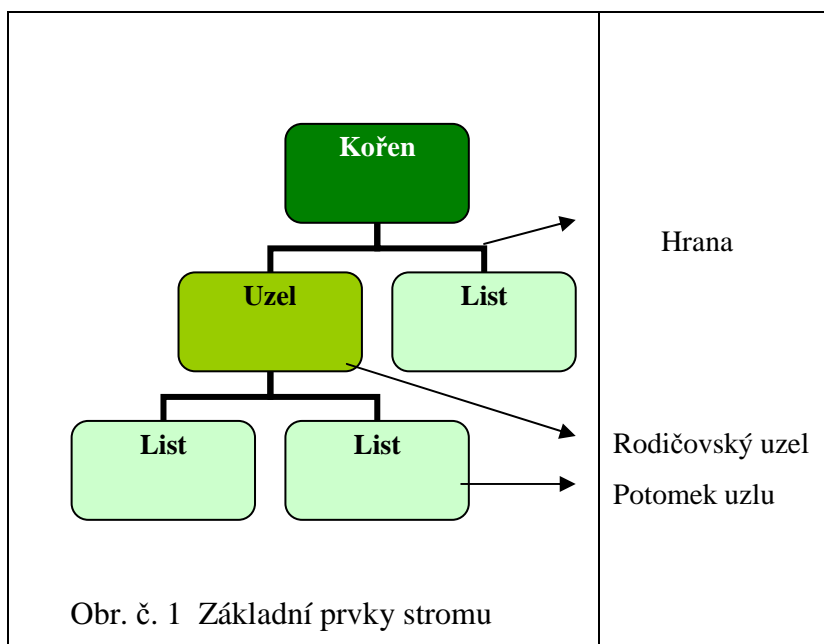 Kořen
Hrana
Uzel
List
List
List
Rodičovský uzel
Potomek uzlu
Obr. č. 1 Základní prvky stromu